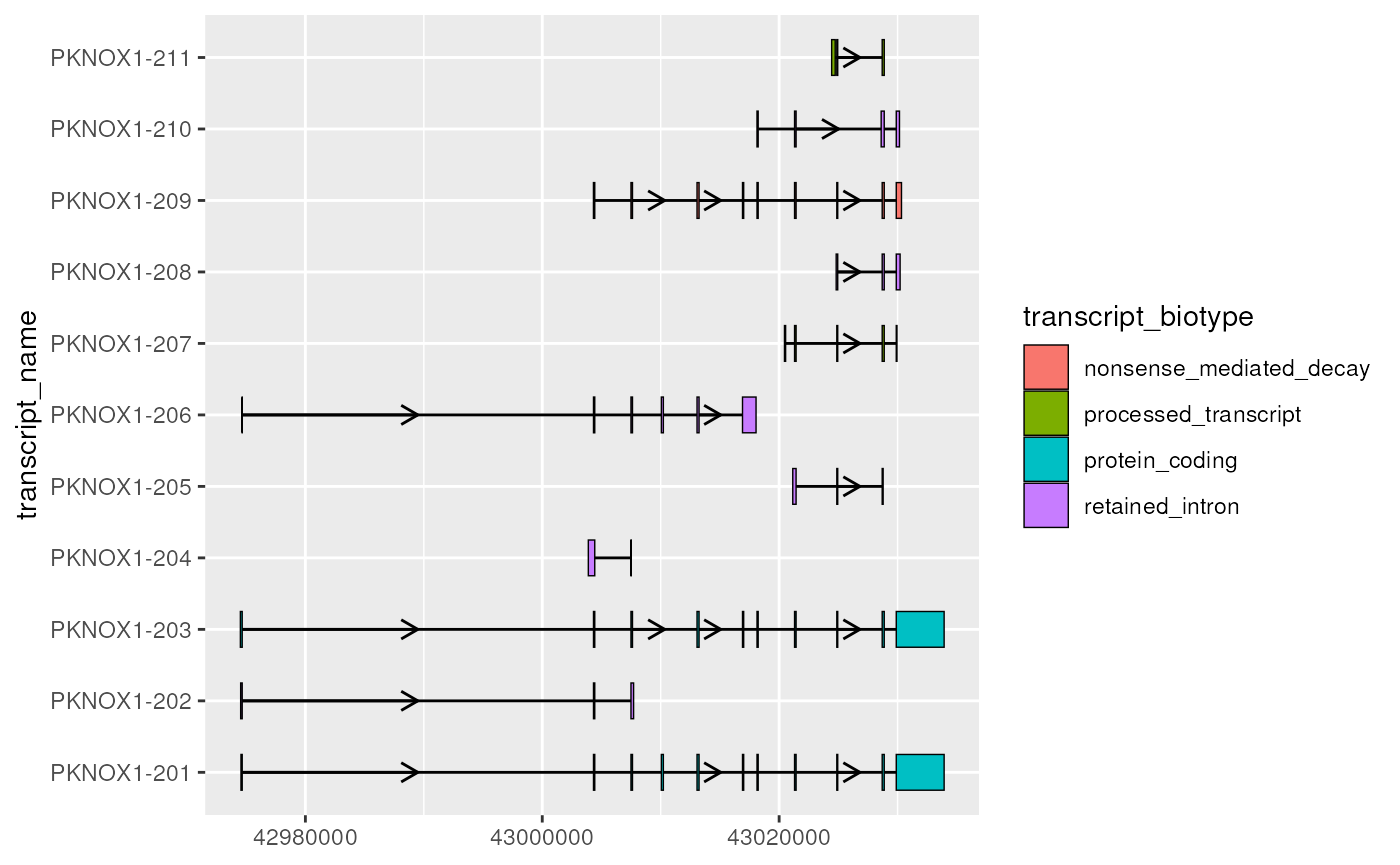 PKNOX1-211
PKNOX1-210
PKNOX1-209
PKNOX1-208
PKNOX1-207
PKNOX1-206
PKNOX1-205
PKNOX1-204
PKNOX1-203
PKNOX1-202
PKNOX1-201
transcript_name
42980000 43000000 43020000
transcript_biotype
nonsense_mediated_decay
processed_transcript
protein_coding
retained_intron